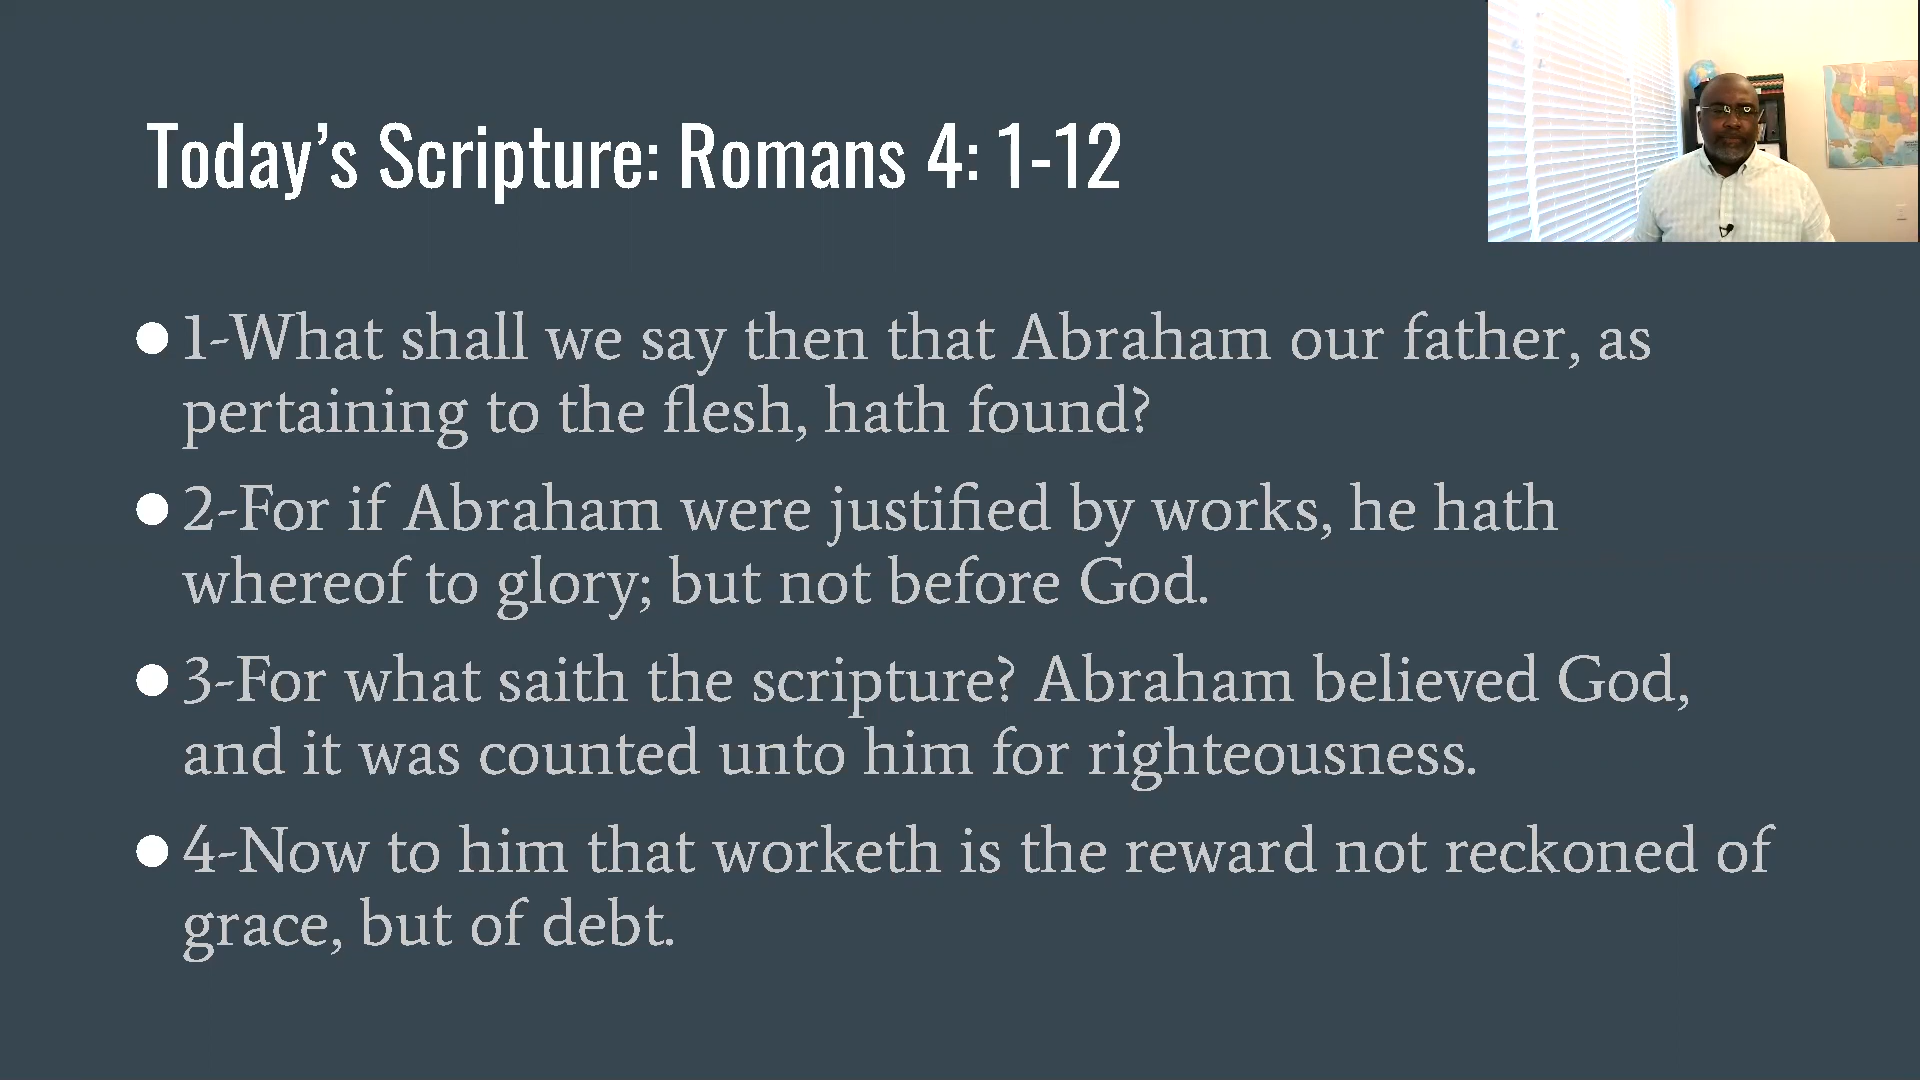 Today’s Scripture: Romans 4: 1-12
● 1-What shall we say then that Abraham our father, as
pertaining to the flesh, hath found?
● 2-For if Abraham were justified by works, he hath
whereof to glory; but not before God.
● 3-For what saith the scripture? Abraham believed God,
and it was counted unto him for righteousness.
● 4-Now to him that worketh is the reward not reckoned of
grace, but of debt.